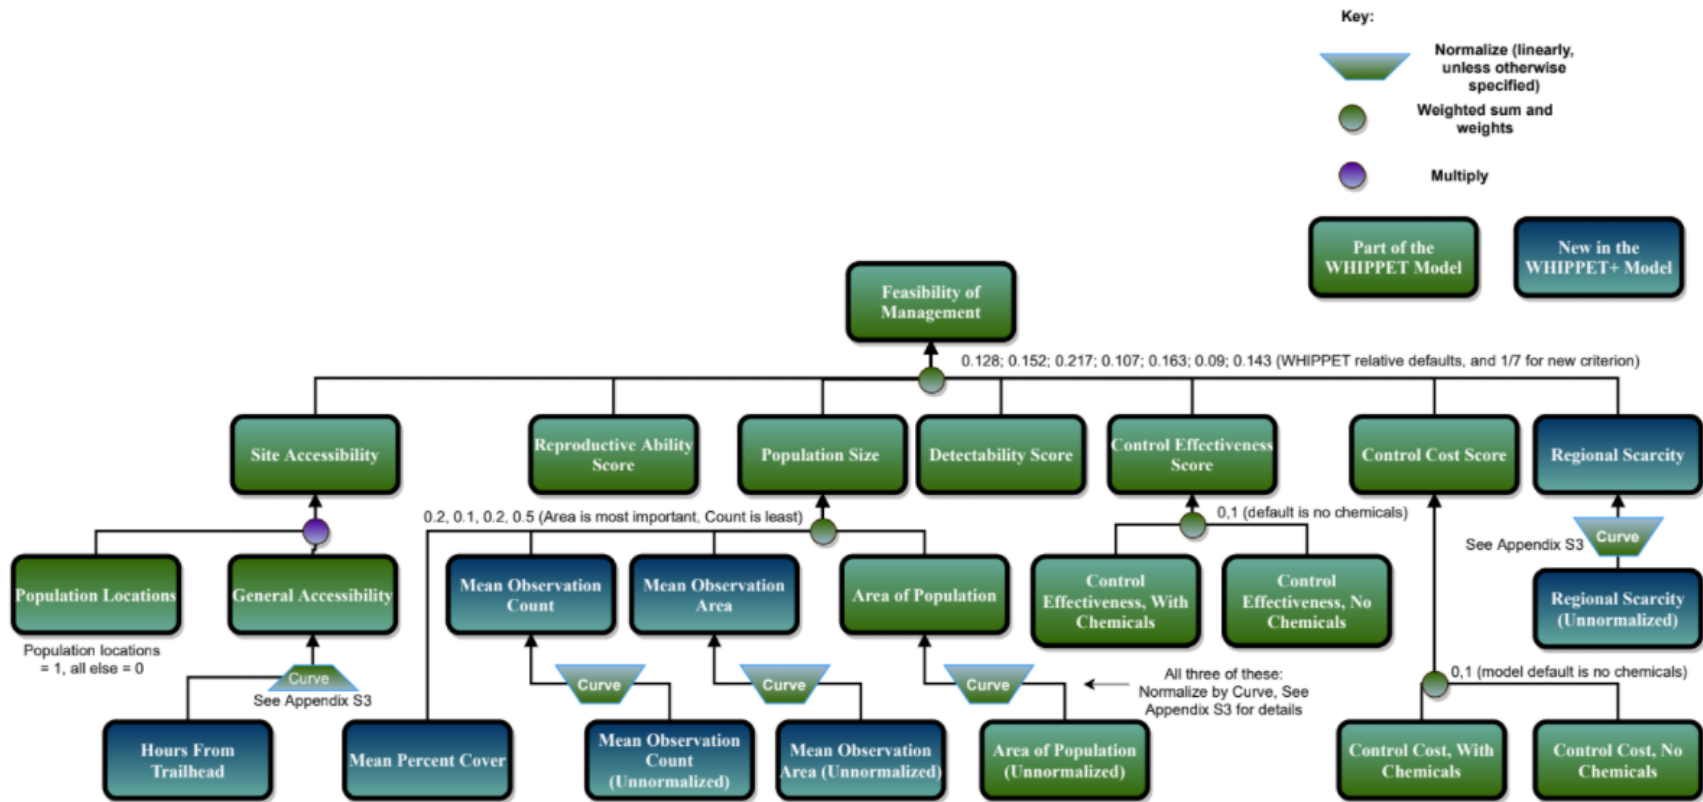 Key:
Normalize (linearly,
unless otherwise
specified)
Weighted sum and
weights
Multiply
Part of the
WHIPPET Model
New in the
WHIPPET+ Model
Feasibility of
Management
0.128; 0.152; 0.217; 0.107; 0.163; 0.09; 0.143 (WHIPPET relative defaults, and 1/7 for new criterion)
Site Accessibility
Reproductive Ability
Score
Population Size
Detectability Score
Control Effectiveness
Score
Control Cost Score
Regional Scarcity
0.2, 0.1, 0.2, 0.5 (Area is most important, Count is least)
0,1 (default is no chemicals)
See Appendix S3
Curve
Population Locations
General Accessibility
Mean Observation
Count
Mean Observation
Area
Area of Population
Control
Effectiveness, With
Chemicals
Control
Effectiveness, No
Chemicals
Regional Scarcity
(Unnormalized)
Population locations
= 1, all else = 0
Curve
See Appendix S3
Curve
Curve
Curve
All three of these:
Normalize by Curve, See
Appendix S3 for details
0,1 (model default is no chemicals)
Hours From
Trailhead
Mean Percent Cover
Mean Observation
Count
(Unnormalized)
Mean Observation
Area (Unnormalized)
Area of Population
(Unnormalized)
Control Cost, With
Chemicals
Control Cost, No
Chemicals